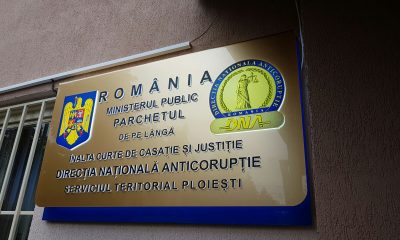 ROMÂNIA
MINISTERUL PUBLIC
PARCHETUL
DE PE LÂNGĂ
ÎNALTA CURTE DE CASAȚIE ȘI JUSTIȚIE
DIRECȚIA NAȚIONALĂ ANTICORUPȚIE
SERVICIUL TERITORIAL PLOIEȘTI
DIRECȚIA NAȚIONALĂ ANTICORUPȚIE
ROMÂNIA
DNA